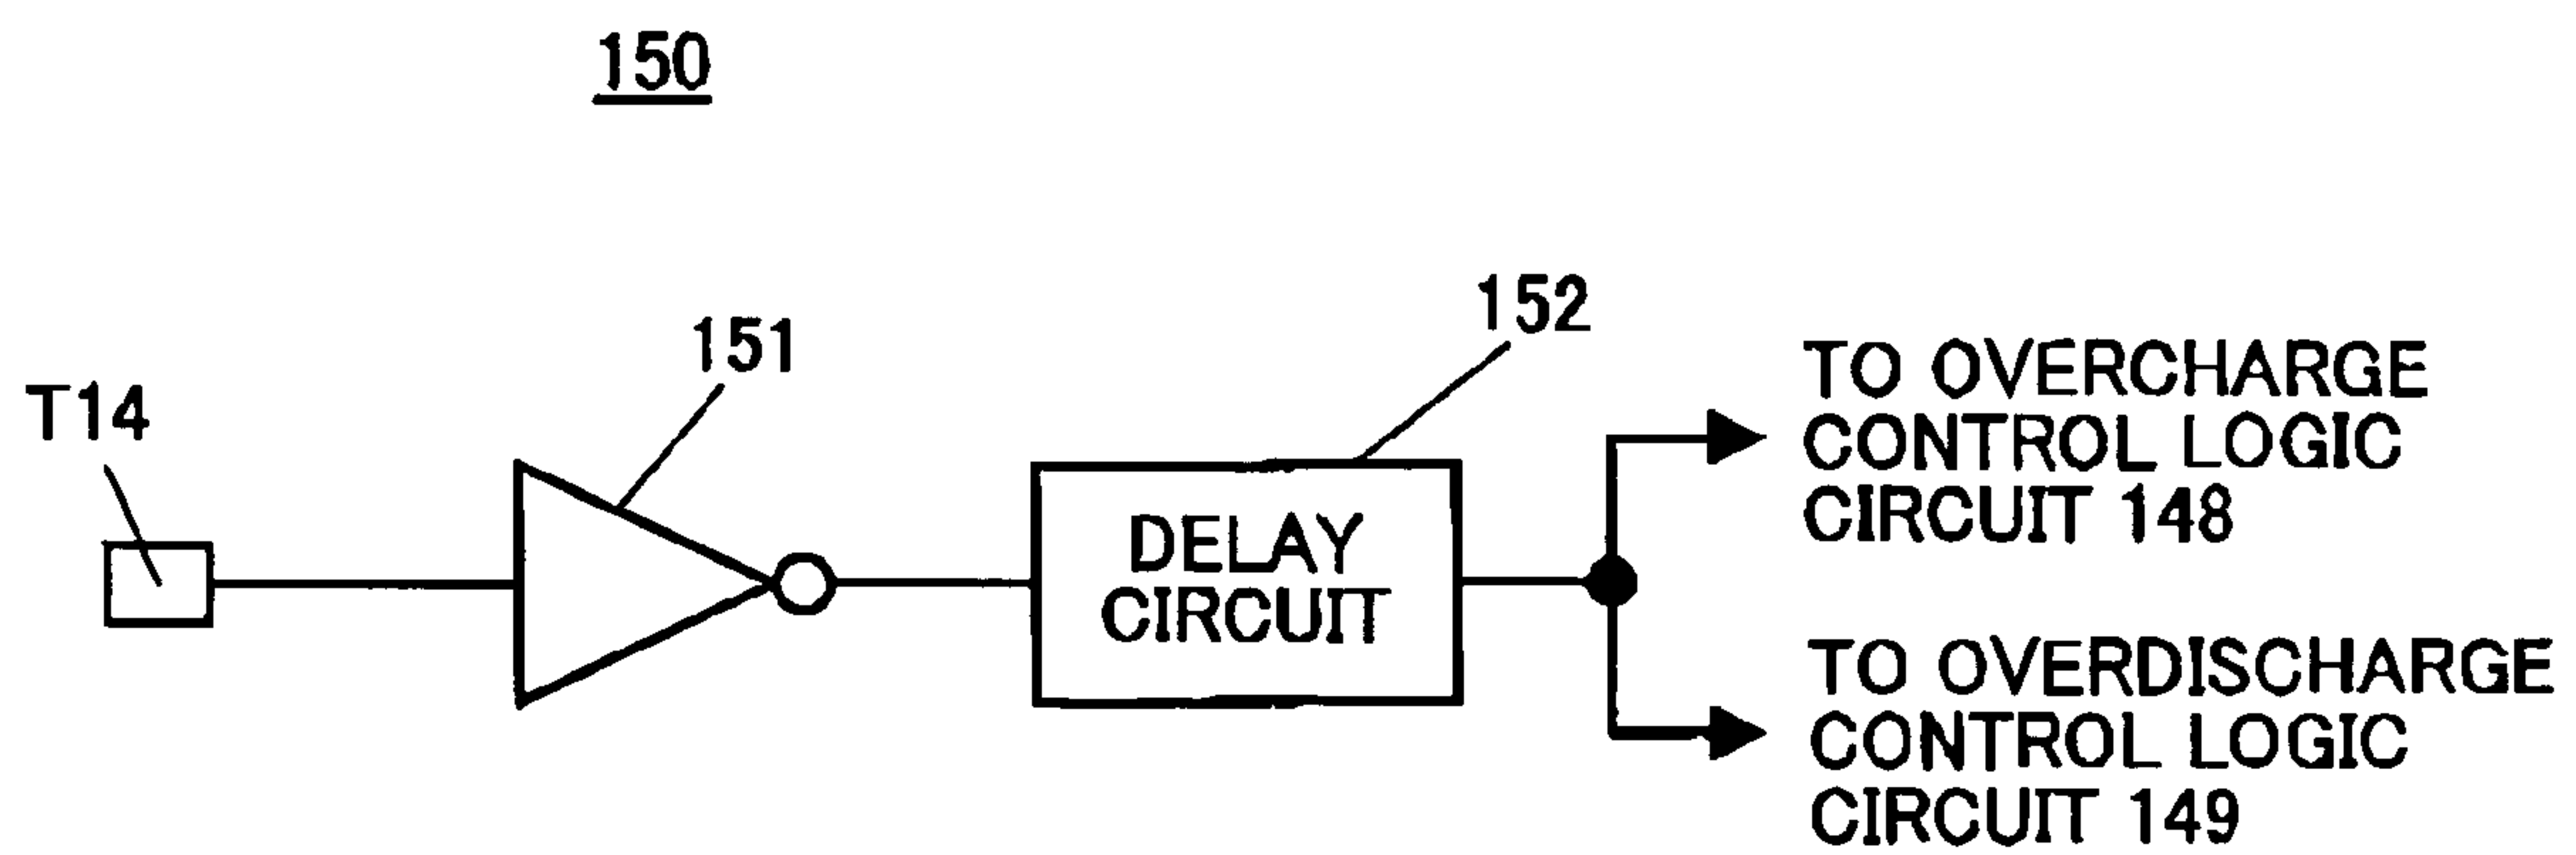 150
T14
151
152
DELAY
CIRCUIT
TO OVERCHARGE
CONTROL LOGIC
CIRCUIT 148
TO OVERDISCHARGE
CONTROL LOGIC
CIRCUIT 149